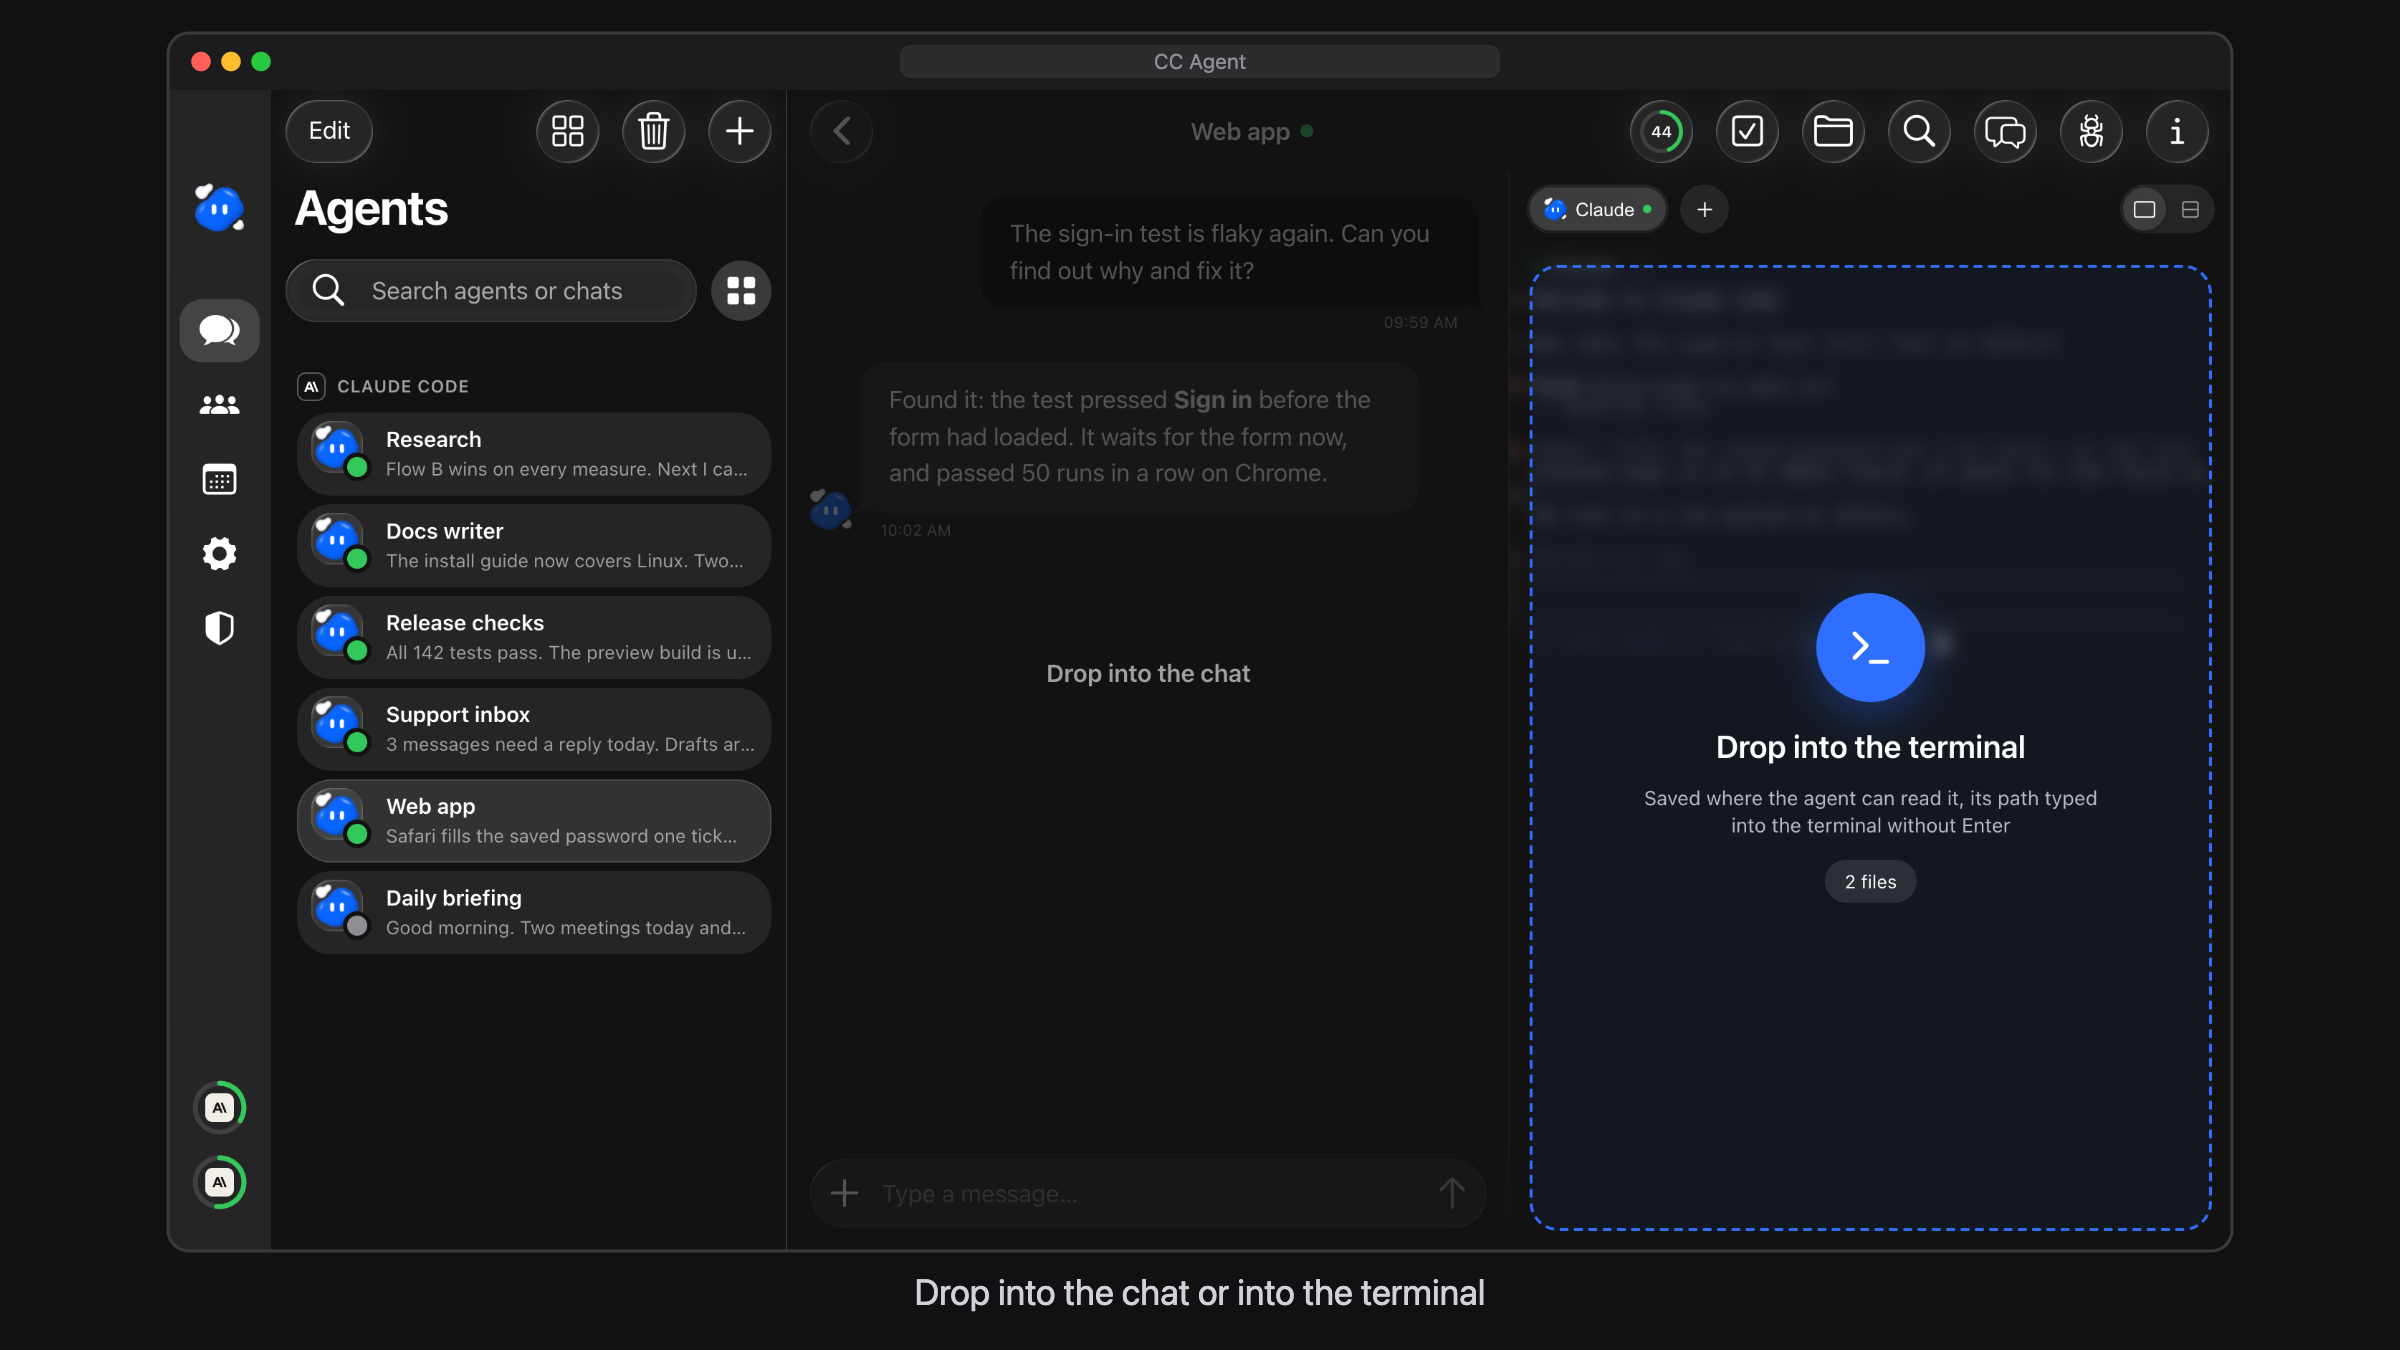 CC Agent
Edit
Agents
Search agents or chats
CLAUDE CODE
Research
Flow B wins on every measure. Next I ca...
Docs writer
The install guide now covers Linux. Two...
Release checks
All 142 tests pass. The preview build is u...
Support inbox
3 messages need a reply today. Drafts ar...
Web app
Safari fills the saved password one tick...
Daily briefing
Good morning. Two meetings today and...
Web app
44
The sign-in test is flaky again. Can you
find out why and fix it?
09:59 AM
Found it: the test pressed Sign in before the
form had loaded. It waits for the form now,
and passed 50 runs in a row on Chrome.
10:02 AM
Drop into the chat
Type a message...
Claude
Drop into the terminal
Saved where the agent can read it, its path typed
into the terminal without Enter
2 files
Drop into the chat or into the terminal